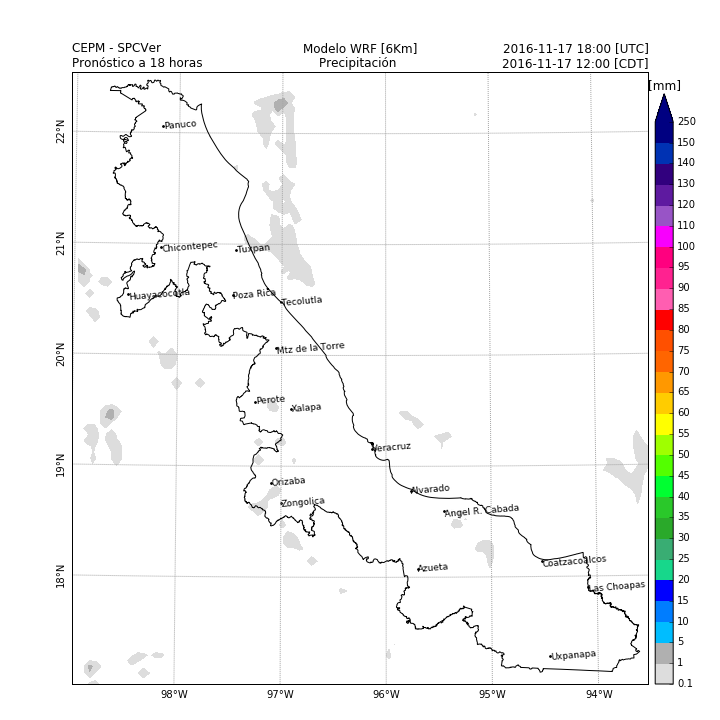 CEPM - SPCVer Modelo WRF [6Km] 2016-11-17 18:00 [UTC]
Pronóstico a 18 horas Precipitación 2016-11-17 12:00 [CDT]
[mm]
250
150
140
130
120
110
100
95
90
85
80
75
70
65
60
55
50
45
40
35
30
25
20
15
10
5
1
0.1
22°N
21°N
20°N
19°N
18°N
Panuco
Chicontepec
Tuxpan
Huayacocotla
Poza Rica
Tecolutla
Mtz de la Torre
Perote
Xalapa
Veracruz
Orizaba
Alvarado
Zongolica
Angel R. Cabada
Azueta
Coatzacoalcos
Las Choapas
Uxpanapa
98°W 97°W 96°W 95°W 94°W